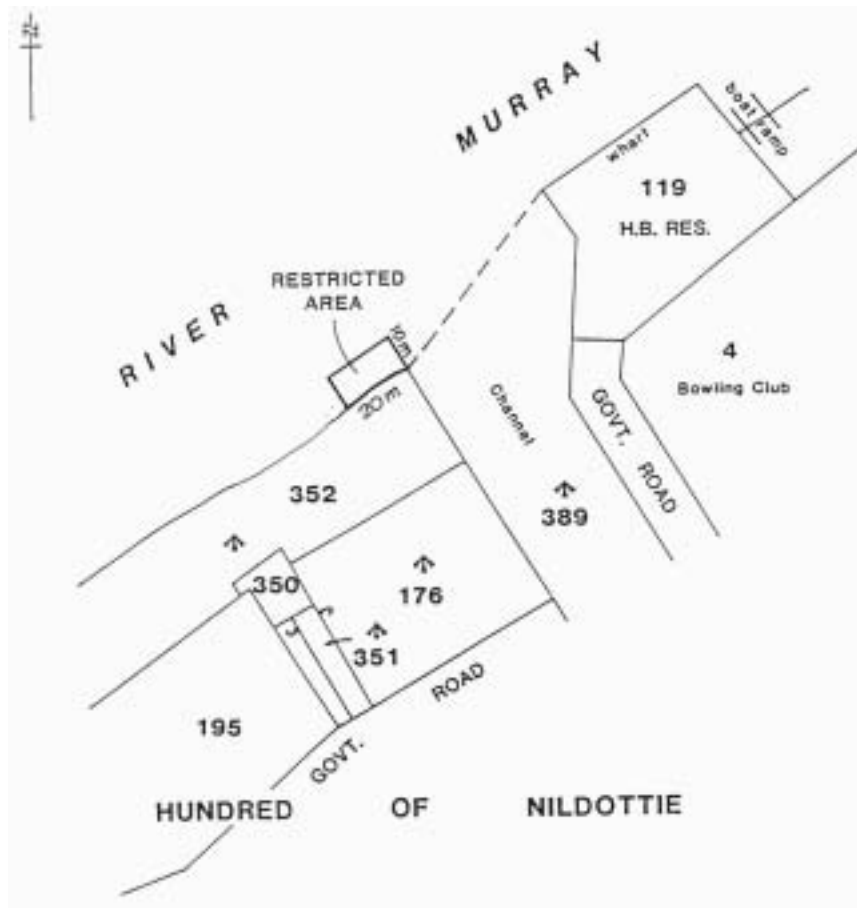 N
RIVER MURRAY
boat ramp
wharf
119
H.B. RES.
RESTRICTED
AREA
10m
20m
4
Bowling Club
Channel
GOVT. ROAD
352
389
350
176
351
195
GOVT. ROAD
HUNDRED OF NILDOTTIE